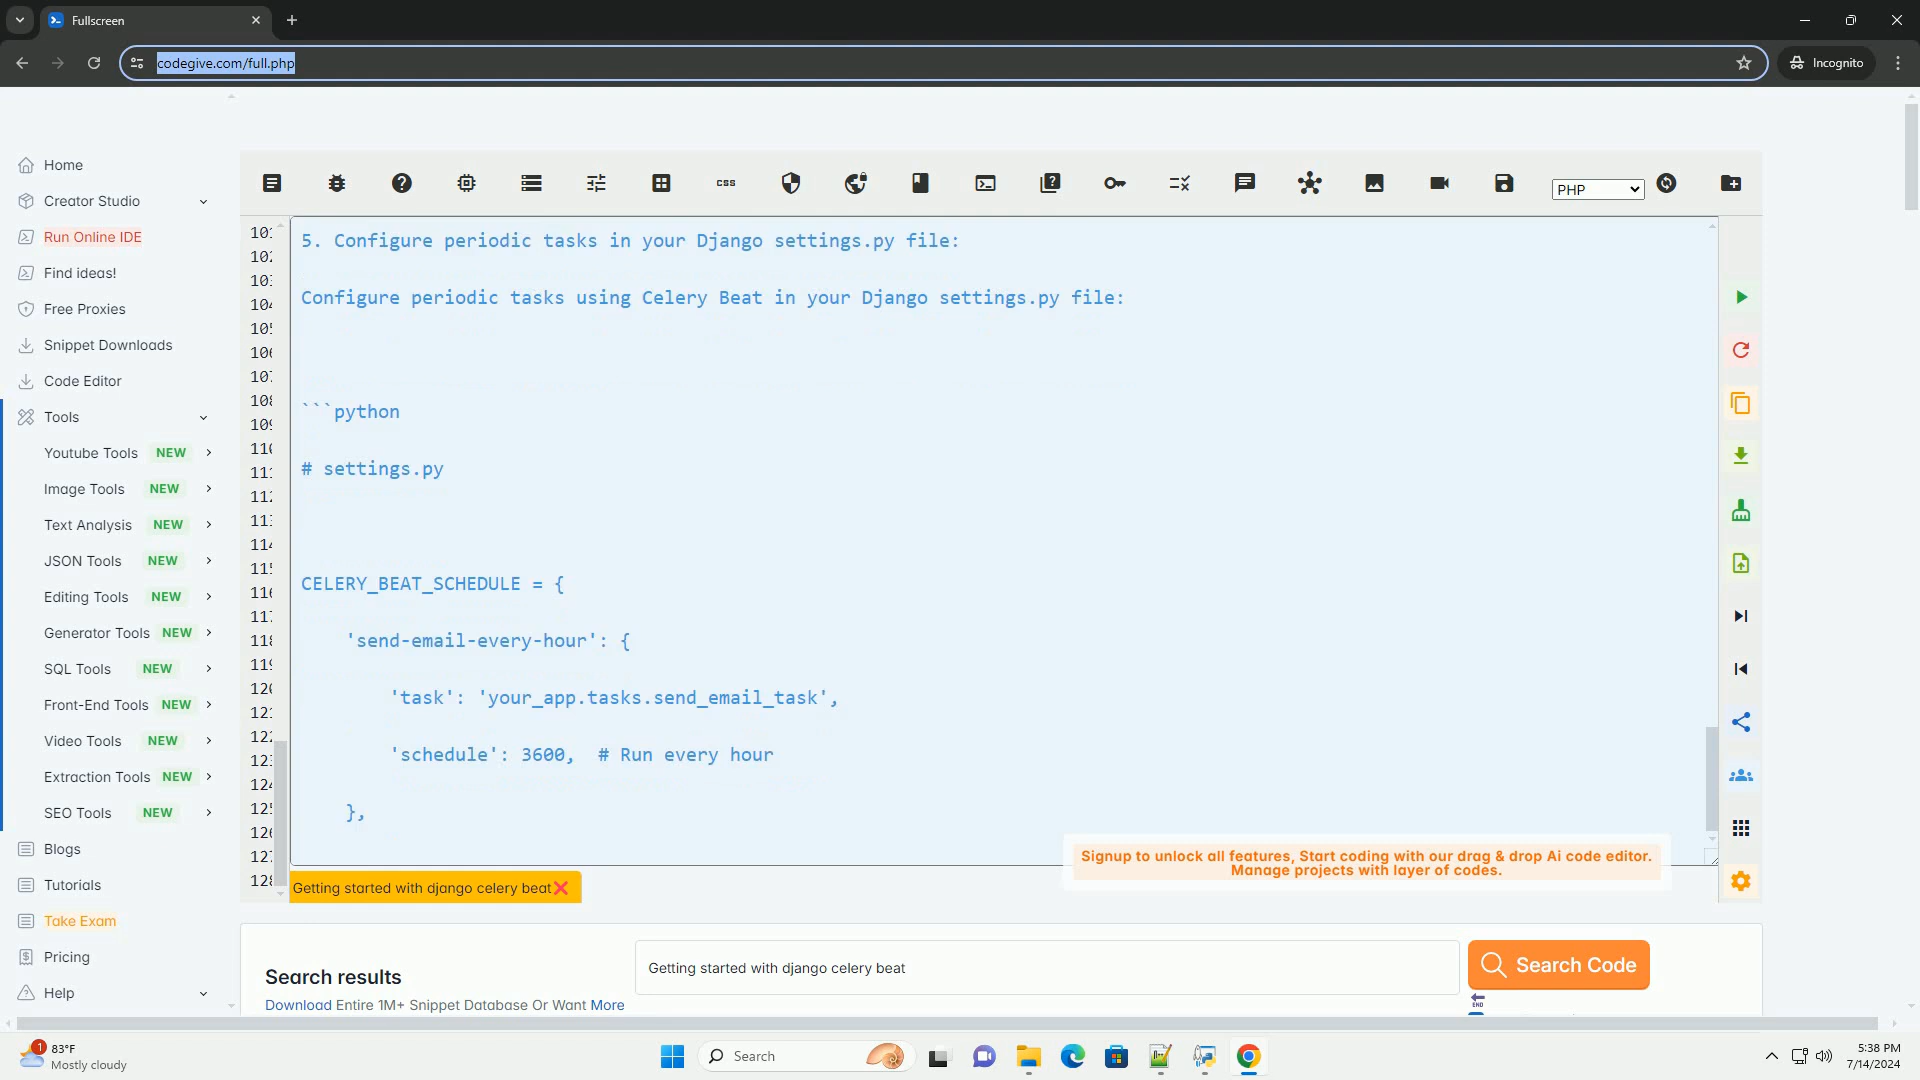 Fullscreen
codegive.com/full.php
Incognito
Home
Creator Studio
Run Online IDE
Find ideas!
Free Proxies
Snippet Downloads
Code Editor
Tools
Youtube Tools NEW
Image Tools NEW
Text Analysis NEW
JSON Tools NEW
Editing Tools NEW
Generator Tools NEW
SQL Tools NEW
Front-End Tools NEW
Video Tools NEW
Extraction Tools NEW
SEO Tools NEW
Blogs
Tutorials
Take Exam
Pricing
Help
css
PHP
5. Configure periodic tasks in your Django settings.py file:
Configure periodic tasks using Celery Beat in your Django settings.py file:
```python
# settings.py
CELERY_BEAT_SCHEDULE = {
'send-email-every-hour': {
'task': 'your_app.tasks.send_email_task',
'schedule': 3600,  # Run every hour
},
Signup to unlock all features, Start coding with our drag & drop Ai code editor.
Manage projects with layer of codes.
Getting started with django celery beat❌
Search results
Download Entire 1M+ Snippet Database Or Want More
Getting started with django celery beat
Search Code
END
1
83°F
Mostly cloudy
Search
5:38 PM
7/14/2024